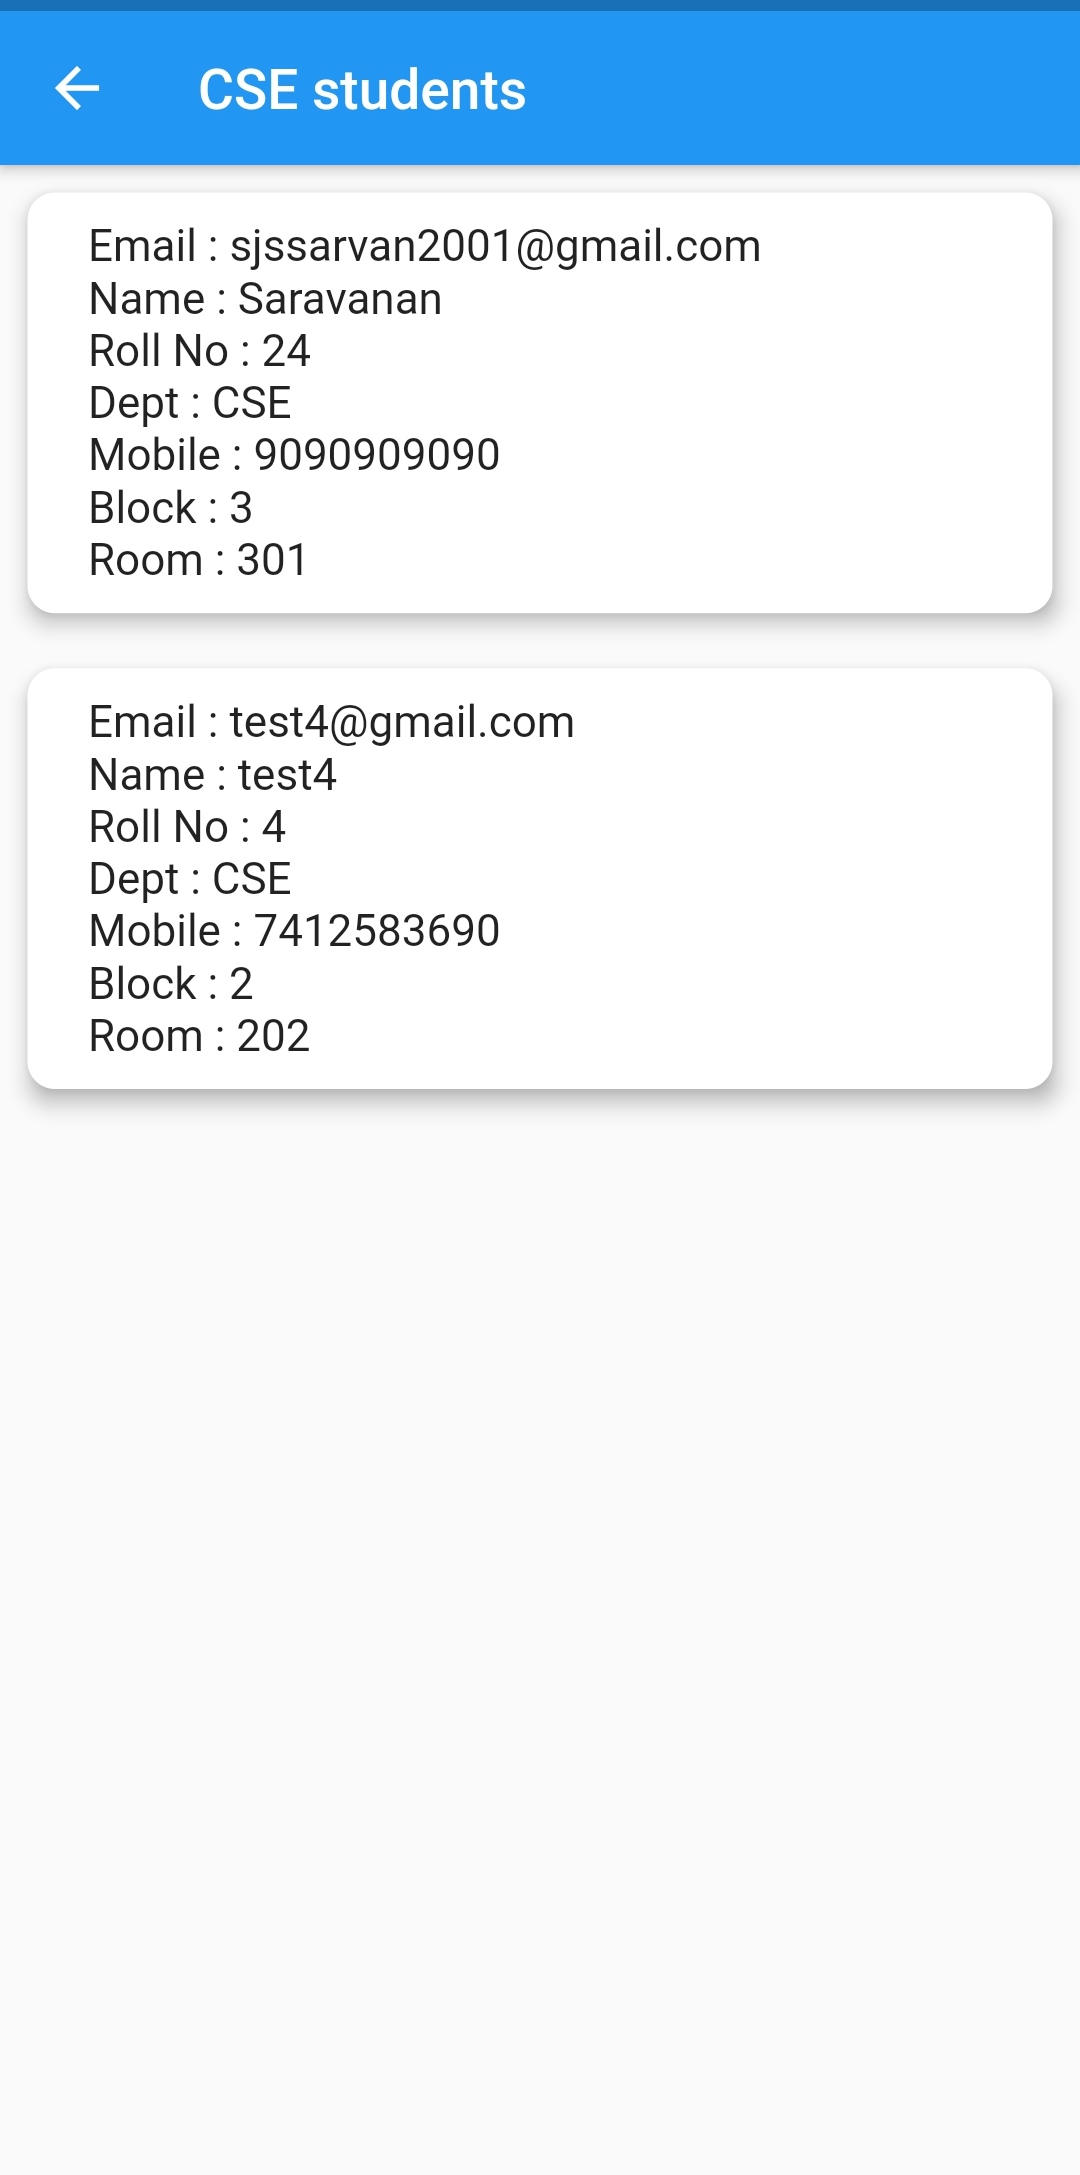 CSE students
Email : sjssarvan2001@gmail.com
Name : Saravanan
Roll No : 24
Dept : CSE
Mobile : 9090909090
Block : 3
Room : 301
Email : test4@gmail.com
Name : test4
Roll No : 4
Dept : CSE
Mobile : 7412583690
Block : 2
Room : 202